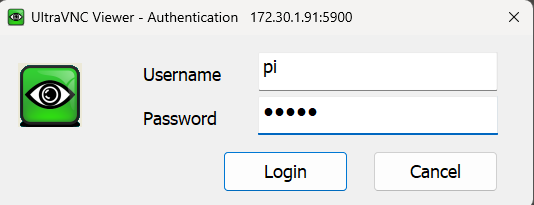 UltraVNC Viewer - Authentication 172.30.1.91:5900
Username pi
Password ●●●●●
Login Cancel